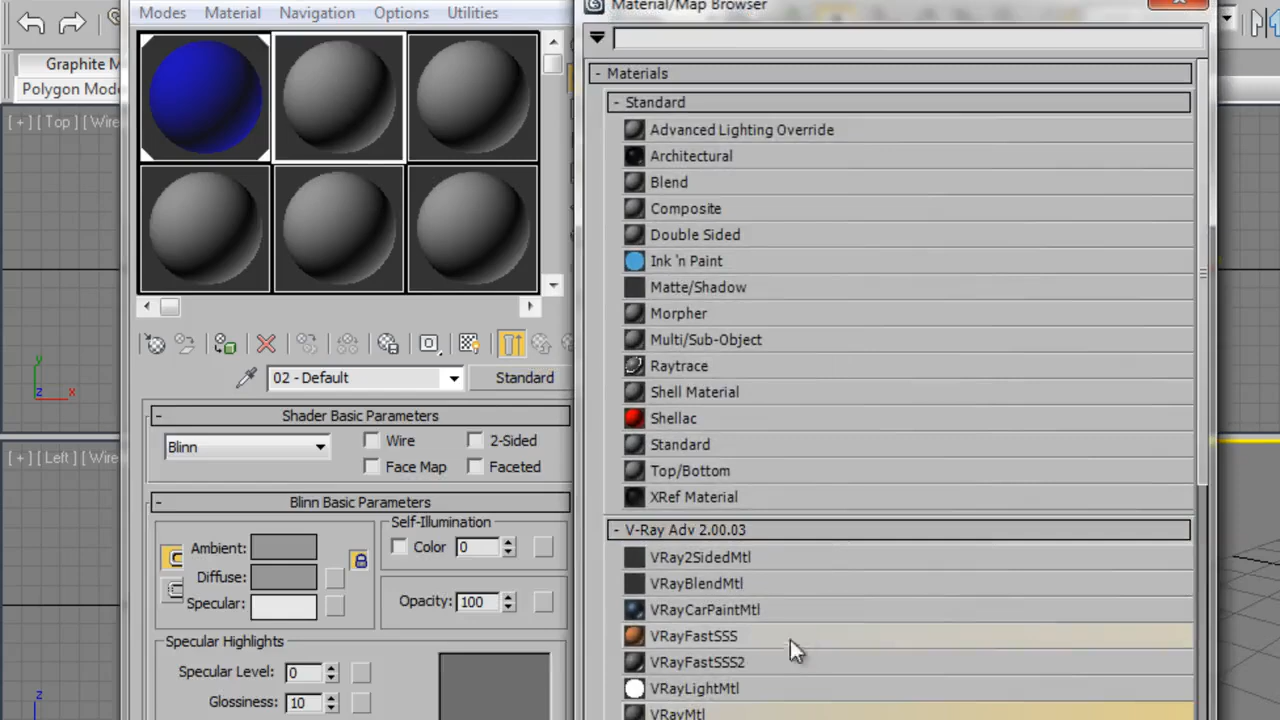 Modes Material Navigation Options Utilities
Material/Map Browser
Graphite M
Polygon Mode
[ + ] [ Top ] [ Wire
y
z x
[ + ] [ Left ] [ Wire
z
02 - Default
Standard
- Shader Basic Parameters
Blinn
Wire
2-Sided
Face Map
Faceted
- Blinn Basic Parameters
Ambient:
Diffuse:
Specular:
Self-Illumination
Color 0
Opacity: 100
Specular Highlights
Specular Level: 0
Glossiness: 10
- Materials
- Standard
Advanced Lighting Override
Architectural
Blend
Composite
Double Sided
Ink 'n Paint
Matte/Shadow
Morpher
Multi/Sub-Object
Raytrace
Shell Material
Shellac
Standard
Top/Bottom
XRef Material
- V-Ray Adv 2.00.03
VRay2SidedMtl
VRayBlendMtl
VRayCarPaintMtl
VRayFastSSS
VRayFastSSS2
VRayLightMtl
VRayMtl